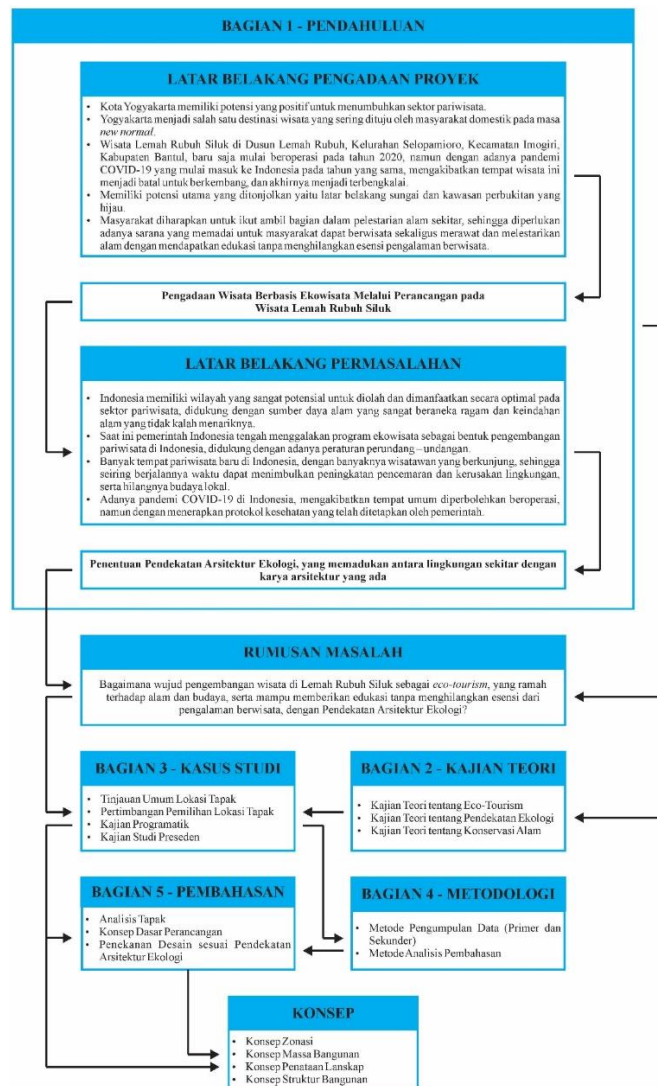 BAGIAN 1 - PENDAHULUAN
LATAR BELAKANG PENGADAAN PROYEK
• Kota Yogyakarta memiliki potensi yang positif untuk menumbuhkan sektor pariwisata.
• Yogyakarta menjadi salah satu destinasi wisata yang sering dituju oleh masyarakat domestik pada masa
new normal.
• Wisata Lemah Rubuh Siluk di Dusun Lemah Rubuh, Kelurahan Selopamioro, Kecamatan Imogiri,
Kabupaten Bantul, baru saja mulai beroperasi pada tahun 2020, namun dengan adanya pandemi
COVID-19 yang mulai masuk ke Indonesia pada tahun yang sama, mengakibatkan tempat wisata ini
menjadi batal untuk berkembang, dan akhirnya menjadi terbengkalai.
• Memiliki potensi utama yang ditonjolkan yaitu latar belakang sungai dan kawasan perbukitan yang
hijau.
• Masyarakat diharapkan untuk ikut ambil bagian dalam pelestarian alam sekitar, sehingga diperlukan
adanya sarana yang memadai untuk masyarakat dapat berwisata sekaligus merawat dan melestarikan
alam dengan mendapatkan edukasi tanpa menghilangkan esensi pengalaman berwisata.
Pengadaan Wisata Berbasis Ekowisata Melalui Perancangan pada
Wisata Lemah Rubuh Siluk
LATAR BELAKANG PERMASALAHAN
• Indonesia memiliki wilayah yang sangat potensial untuk diolah dan dimanfaatkan secara optimal pada
sektor pariwisata, didukung dengan sumber daya alam yang sangat beraneka ragam dan keindahan
alam yang tidak kalah menariknya.
• Saat ini pemerintah Indonesia tengah menggalakan program ekowisata sebagai bentuk pengembangan
pariwisata di Indonesia, didukung dengan adanya peraturan perundang – undangan.
• Banyak tempat pariwisata baru di Indonesia, dengan banyaknya wisatawan yang berkunjung, sehingga
seiring berjalannya waktu dapat menimbulkan peningkatan pencemaran dan kerusakan lingkungan,
serta hilangnya budaya lokal.
• Adanya pandemi COVID-19 di Indonesia, mengakibatkan tempat umum diperbolehkan beroperasi,
namun dengan menerapkan protokol kesehatan yang telah ditetapkan oleh pemerintah.
Penentuan Pendekatan Arsitektur Ekologi, yang memadukan antara lingkungan sekitar dengan
karya arsitektur yang ada
RUMUSAN MASALAH
Bagaimana wujud pengembangan wisata di Lemah Rubuh Siluk sebagai eco-tourism, yang ramah
terhadap alam dan budaya, serta mampu memberikan edukasi tanpa menghilangkan esensi dari
pengalaman berwisata, dengan Pendekatan Arsitektur Ekologi?
BAGIAN 3 - KASUS STUDI
• Tinjauan Umum Lokasi Tapak
• Pertimbangan Pemilihan Lokasi Tapak
• Kajian Programatik
• Kajian Studi Preseden
BAGIAN 2 - KAJIAN TEORI
• Kajian Teori tentang Eco-Tourism
• Kajian Teori tentang Pendekatan Ekologi
• Kajian Teori tentang Konservasi Alam
BAGIAN 5 - PEMBAHASAN
• Analisis Tapak
• Konsep Dasar Perancangan
• Penekanan Desain sesuai Pendekatan
Arsitektur Ekologi
BAGIAN 4 - METODOLOGI
• Metode Pengumpulan Data (Primer dan
Sekunder)
• Metode Analisis Pembahasan
KONSEP
• Konsep Zonasi
• Konsep Massa Bangunan
• Konsep Penataan Lanskap
• Konsep Struktur Bangunan